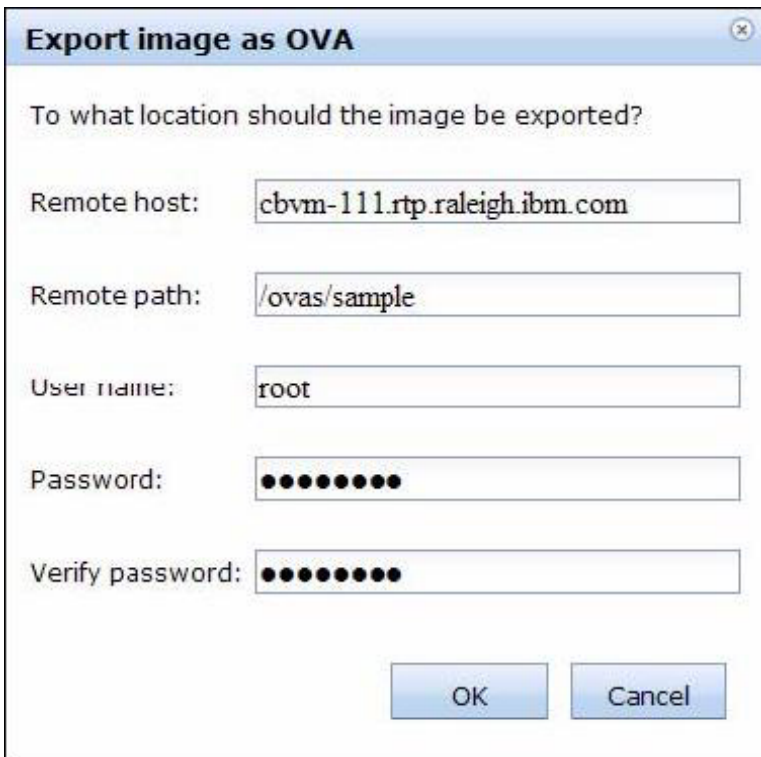 Export image as OVA
To what location should the image be exported?
Remote host: cbvm-111.rtp.raleigh.ibm.com
Remote path: /ovas/sample
User name: root
Password: ●●●●●●●●
Verify password: ●●●●●●●●
OK Cancel